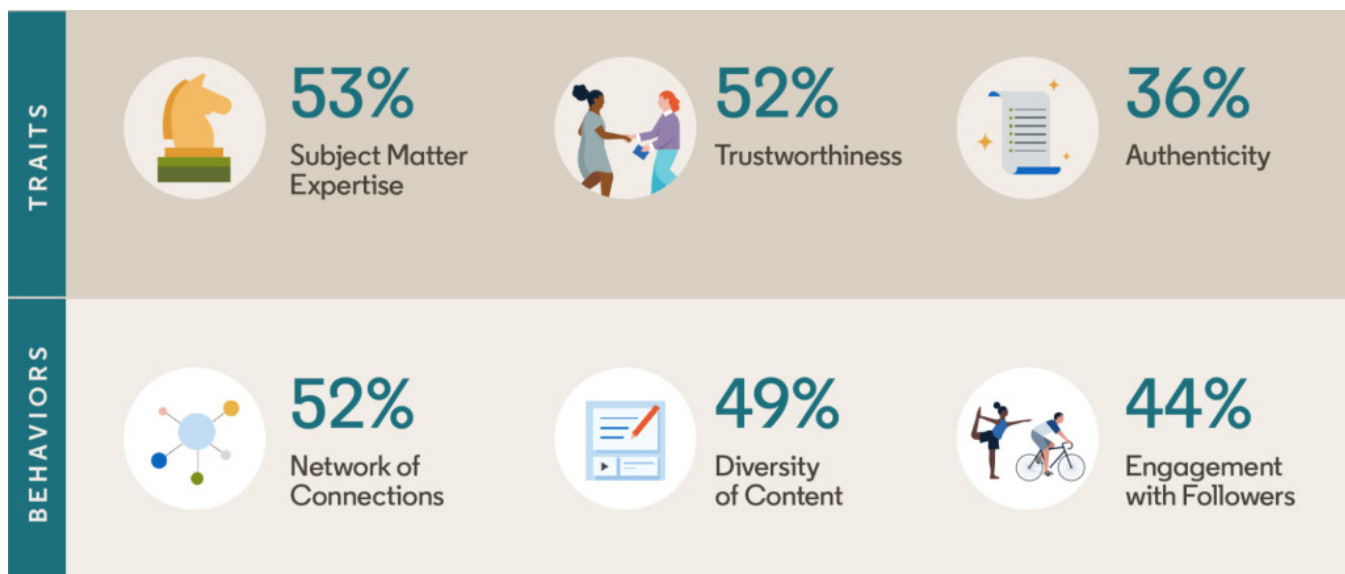 TRAITS
53%
Subject Matter
Expertise
52%
Trustworthiness
36%
Authenticity
BEHAVIORS
52%
Network of
Connections
49%
Diversity
of Content
44%
Engagement
with Followers